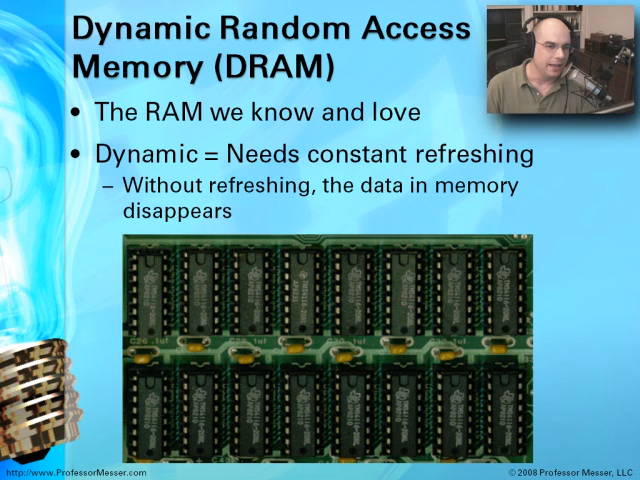 Dynamic Random Access
Memory (DRAM)
• The RAM we know and love
• Dynamic = Needs constant refreshing
– Without refreshing, the data in memory
disappears
http://www.ProfessorMesser.com
© 2008 Professor Messer, LLC